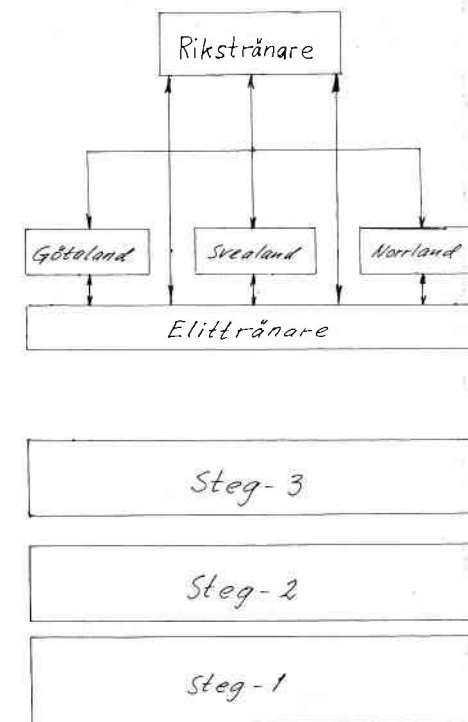 Rikstränare
Götaland
Svealand
Norrland
Elittränare
Steg-3
Steg-2
Steg-1